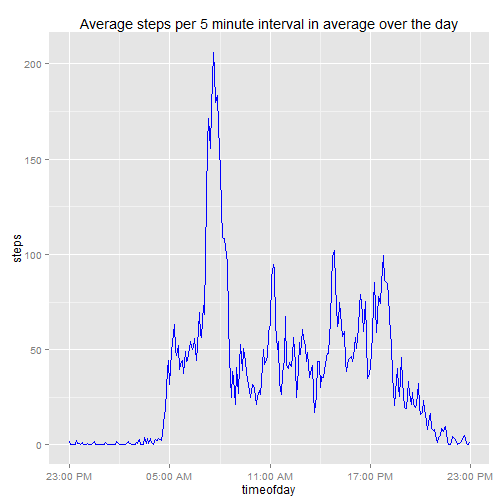 Average steps per 5 minute interval in average over the day
200
150
100
50
0
steps
23:00 PM
05:00 AM
11:00 AM
17:00 PM
23:00 PM
timeofday